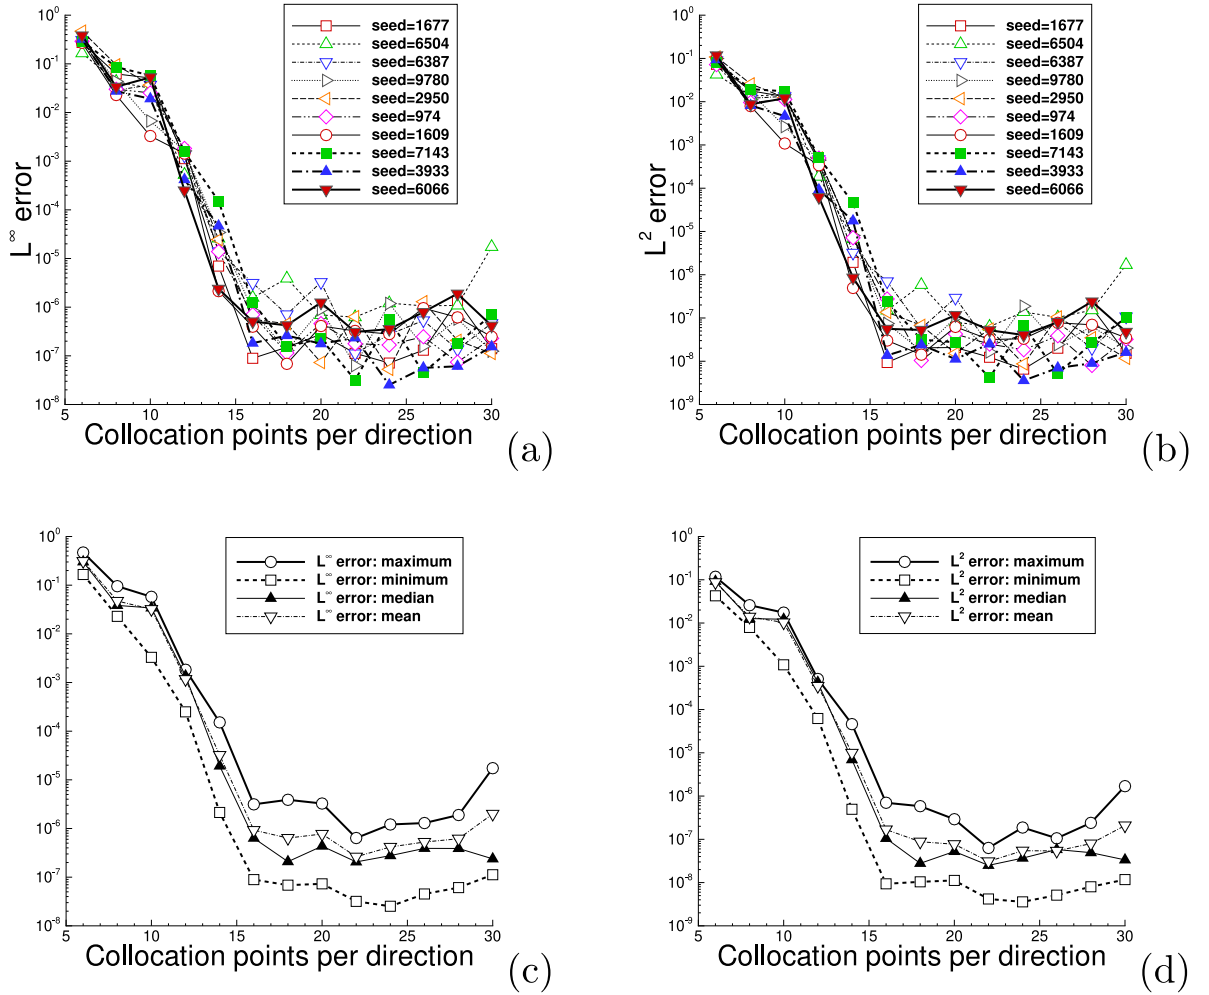 10^0
10^-1
10^-2
10^-3
10^-4
10^-5
10^-6
10^-7
10^-8
L^∞ error
5 10 15 20 25 30
Collocation points per direction
(a)
seed=1677
seed=6504
seed=6387
seed=9780
seed=2950
seed=974
seed=1609
seed=7143
seed=3933
seed=6066
10^0
10^-1
10^-2
10^-3
10^-4
10^-5
10^-6
10^-7
10^-8
10^-9
L^2 error
5 10 15 20 25 30
Collocation points per direction
(b)
seed=1677
seed=6504
seed=6387
seed=9780
seed=2950
seed=974
seed=1609
seed=7143
seed=3933
seed=6066
10^0
10^-1
10^-2
10^-3
10^-4
10^-5
10^-6
10^-7
10^-8
5 10 15 20 25 30
Collocation points per direction
(c)
L^∞ error: maximum
L^∞ error: minimum
L^∞ error: median
L^∞ error: mean
10^0
10^-1
10^-2
10^-3
10^-4
10^-5
10^-6
10^-7
10^-8
10^-9
5 10 15 20 25 30
Collocation points per direction
(d)
L^2 error: maximum
L^2 error: minimum
L^2 error: median
L^2 error: mean